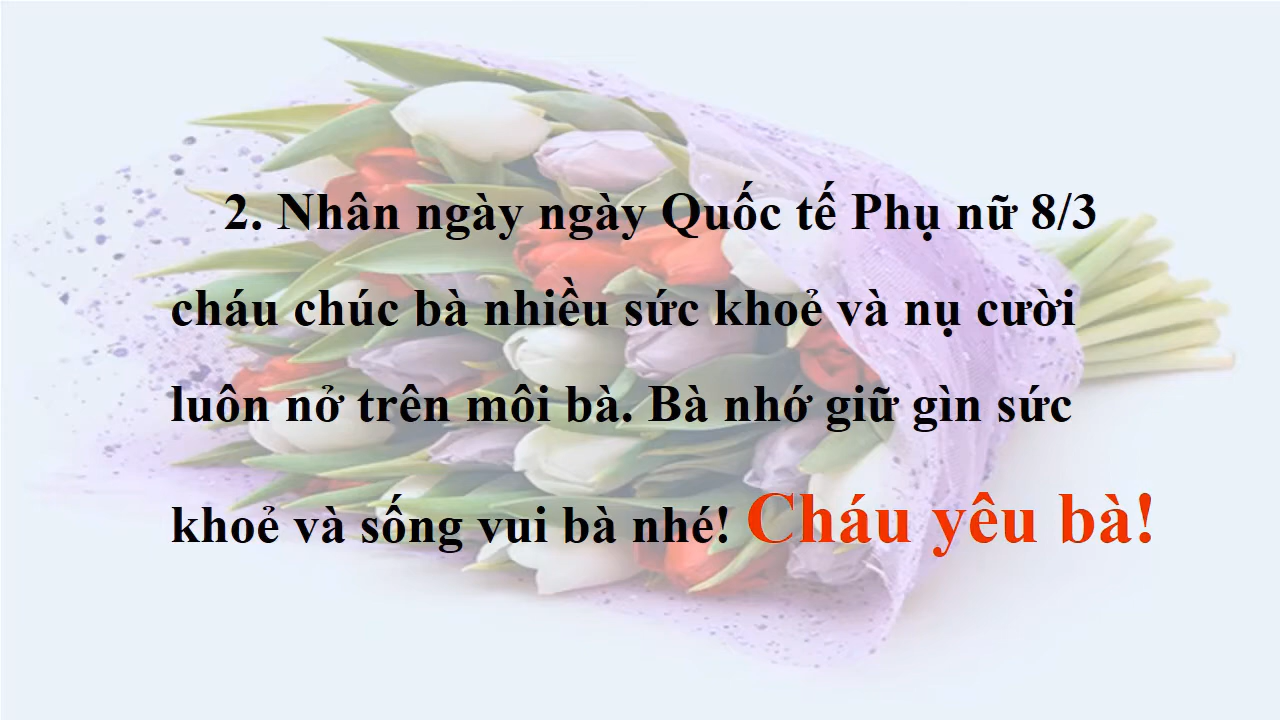 2. Nhân ngày ngày Quốc tế Phụ nữ 8/3
cháu chúc bà nhiều sức khoẻ và nụ cười
luôn nở trên môi bà. Bà nhớ giữ gìn sức
khoẻ và sống vui bà nhé! Cháu yêu bà!